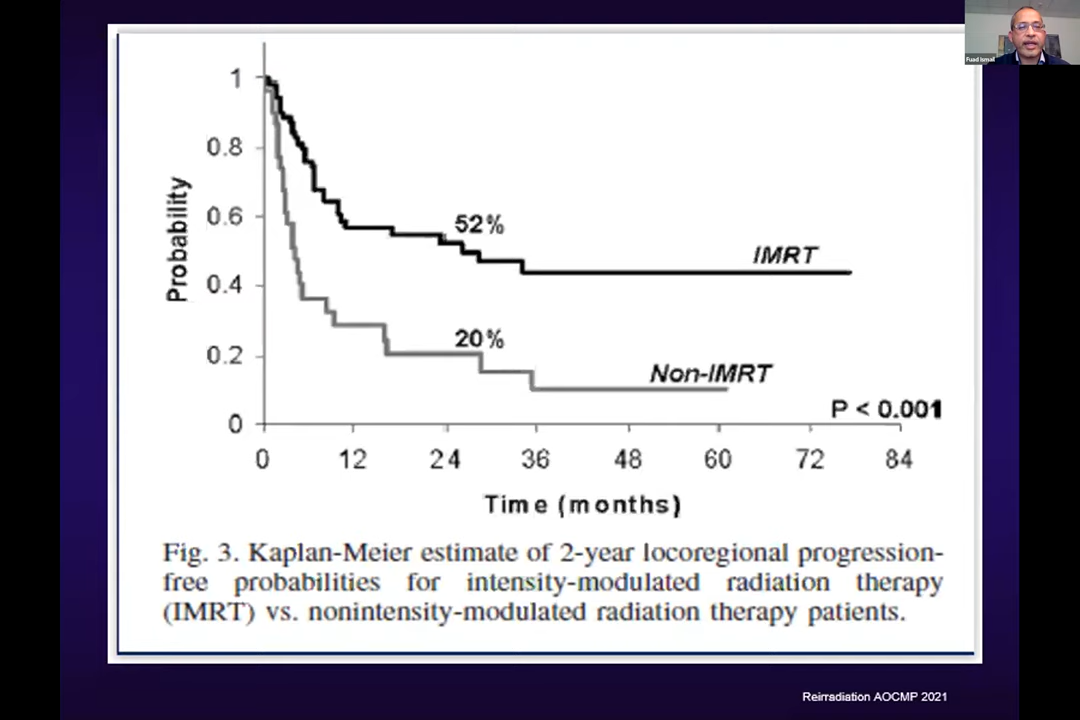 Fuad Ismail
1
0.8
0.6
0.4
0.2
0
Probability
52%
IMRT
20%
Non-IMRT
P < 0.001
0 12 24 36 48 60 72 84
Time (months)
Fig. 3. Kaplan-Meier estimate of 2-year locoregional progression-
free probabilities for intensity-modulated radiation therapy
(IMRT) vs. nonintensity-modulated radiation therapy patients.
Reirradiation AOCMP 2021